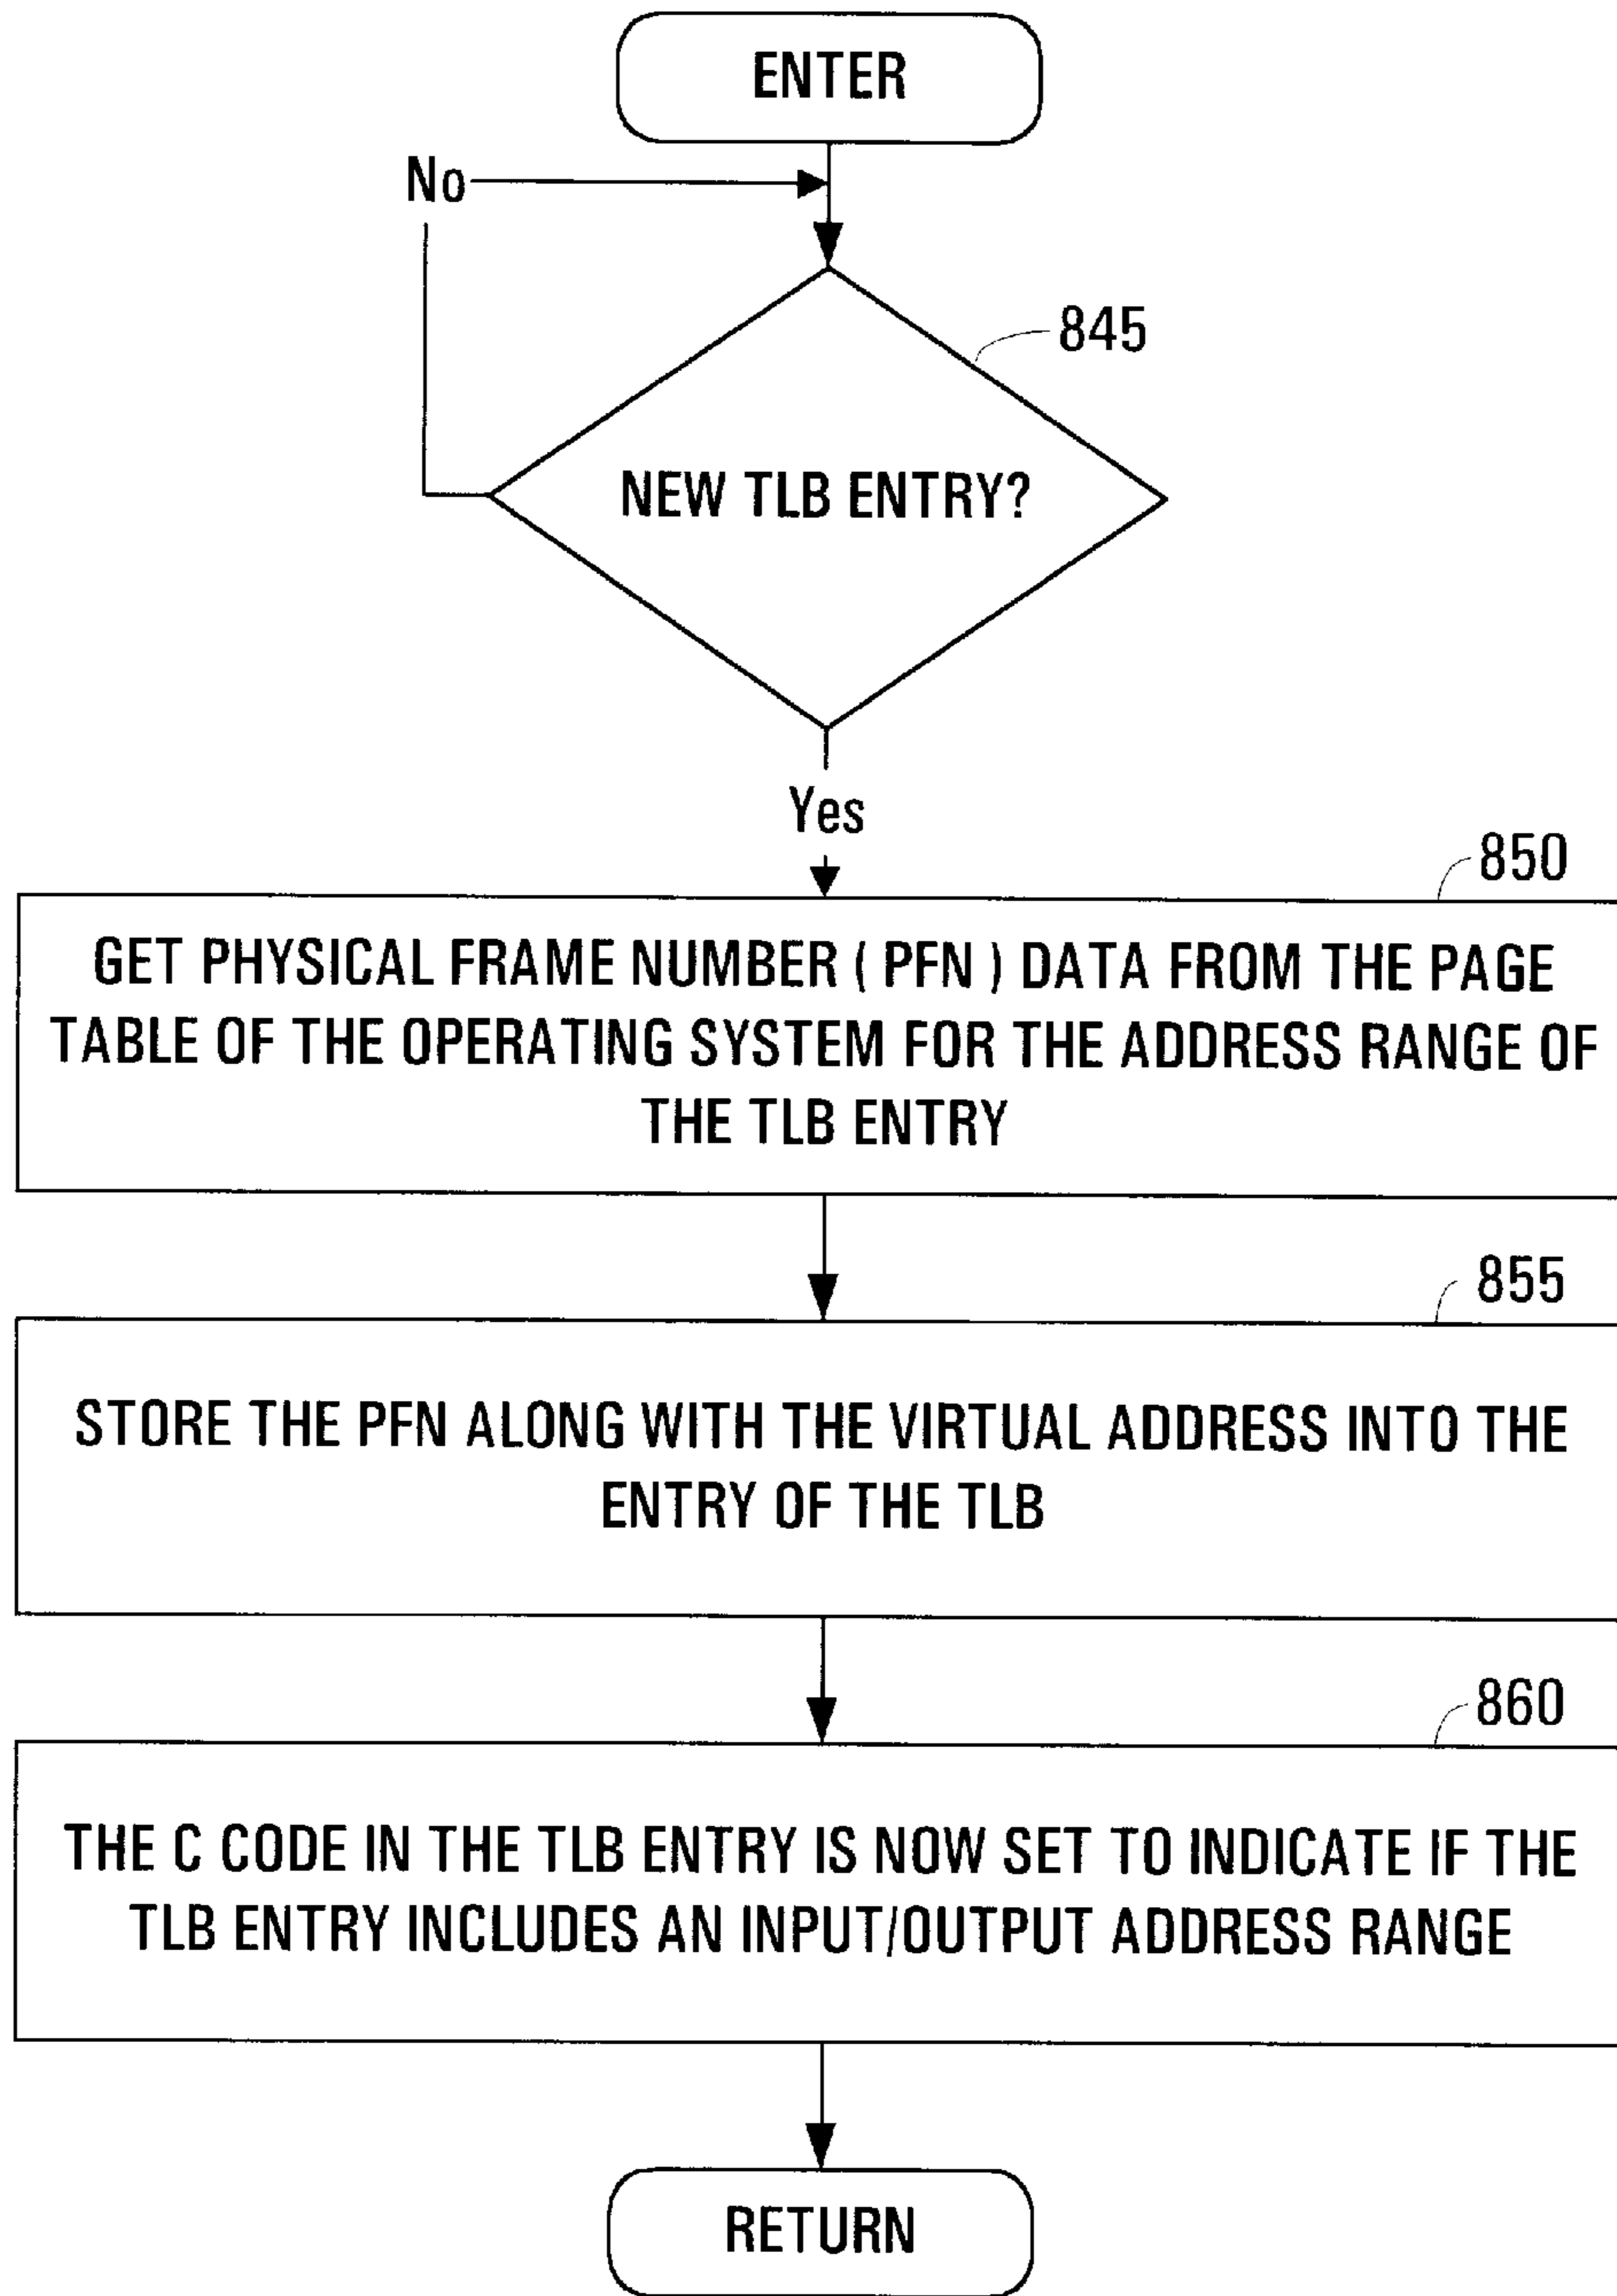 ENTER
No
845
NEW TLB ENTRY?
Yes
850
GET PHYSICAL FRAME NUMBER ( PFN ) DATA FROM THE PAGE
TABLE OF THE OPERATING SYSTEM FOR THE ADDRESS RANGE OF
THE TLB ENTRY
855
STORE THE PFN ALONG WITH THE VIRTUAL ADDRESS INTO THE
ENTRY OF THE TLB
860
THE C CODE IN THE TLB ENTRY IS NOW SET TO INDICATE IF THE
TLB ENTRY INCLUDES AN INPUT/OUTPUT ADDRESS RANGE
RETURN